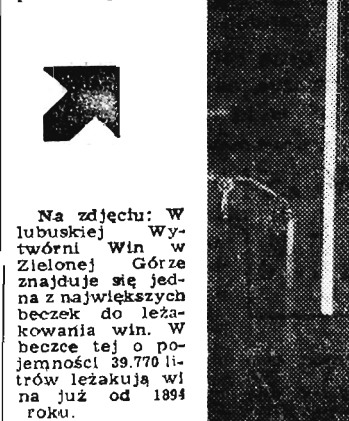 Na zdjęciu: W
lubuskiej Wy-
twórni Win w
Zielonej Górze
znajduje się jed-
na z największych
beczek do leża-
kowania win. W
beczce tej o po-
jemności 39.770 li-
trów leżakują wi
na już od 1894
roku.